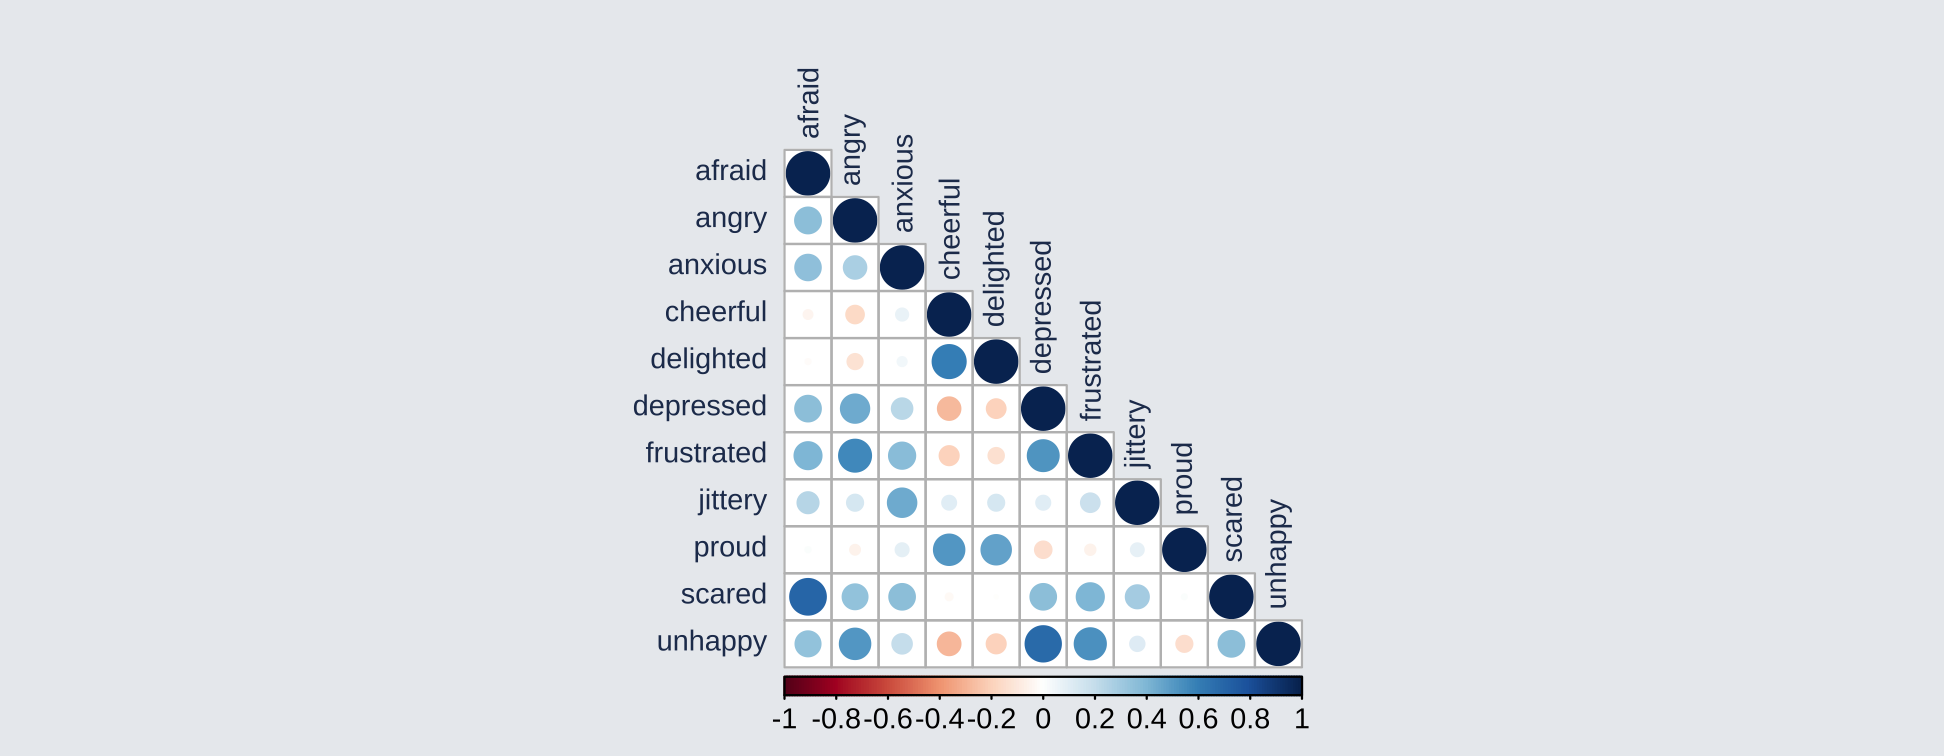 afraid
angry
anxious
cheerful
delighted
depressed
frustrated
jittery
proud
scared
unhappy
afraid
angry
anxious
cheerful
delighted
depressed
frustrated
jittery
proud
scared
unhappy
-1 -0.8 -0.6 -0.4 -0.2 0 0.2 0.4 0.6 0.8 1